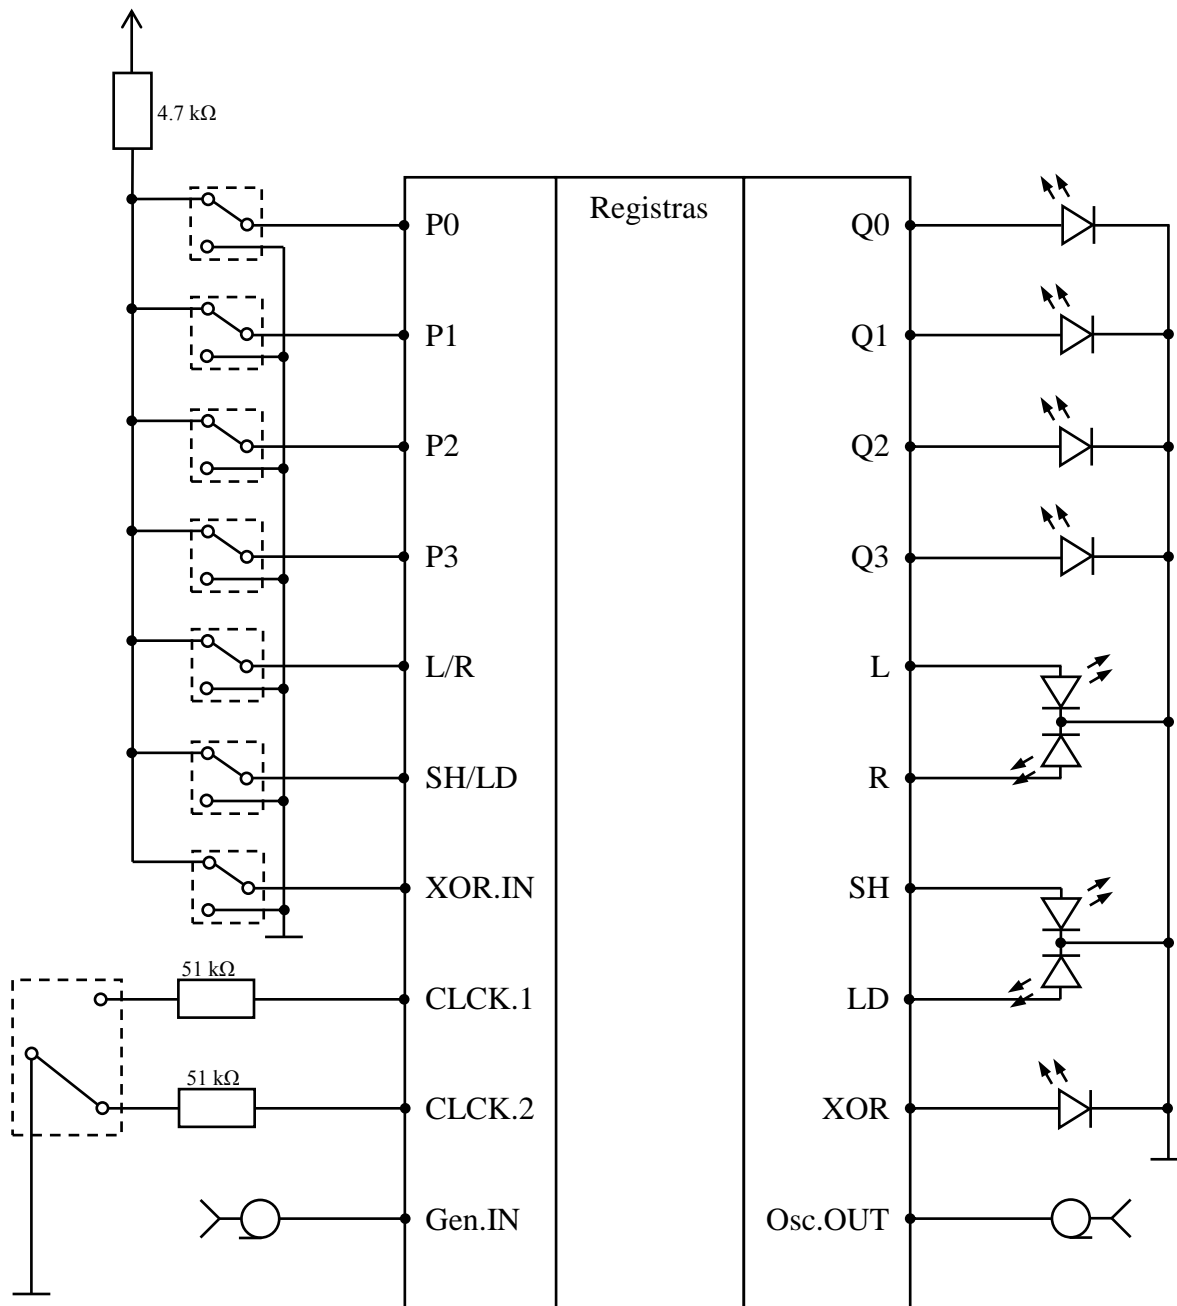 4.7 kΩ
Registras
P0
Q0
P1
Q1
P2
Q2
P3
Q3
L/R
L
SH/LD
R
XOR.IN
SH
51 kΩ
CLCK.1
LD
51 kΩ
CLCK.2
XOR
Gen.IN
Osc.OUT